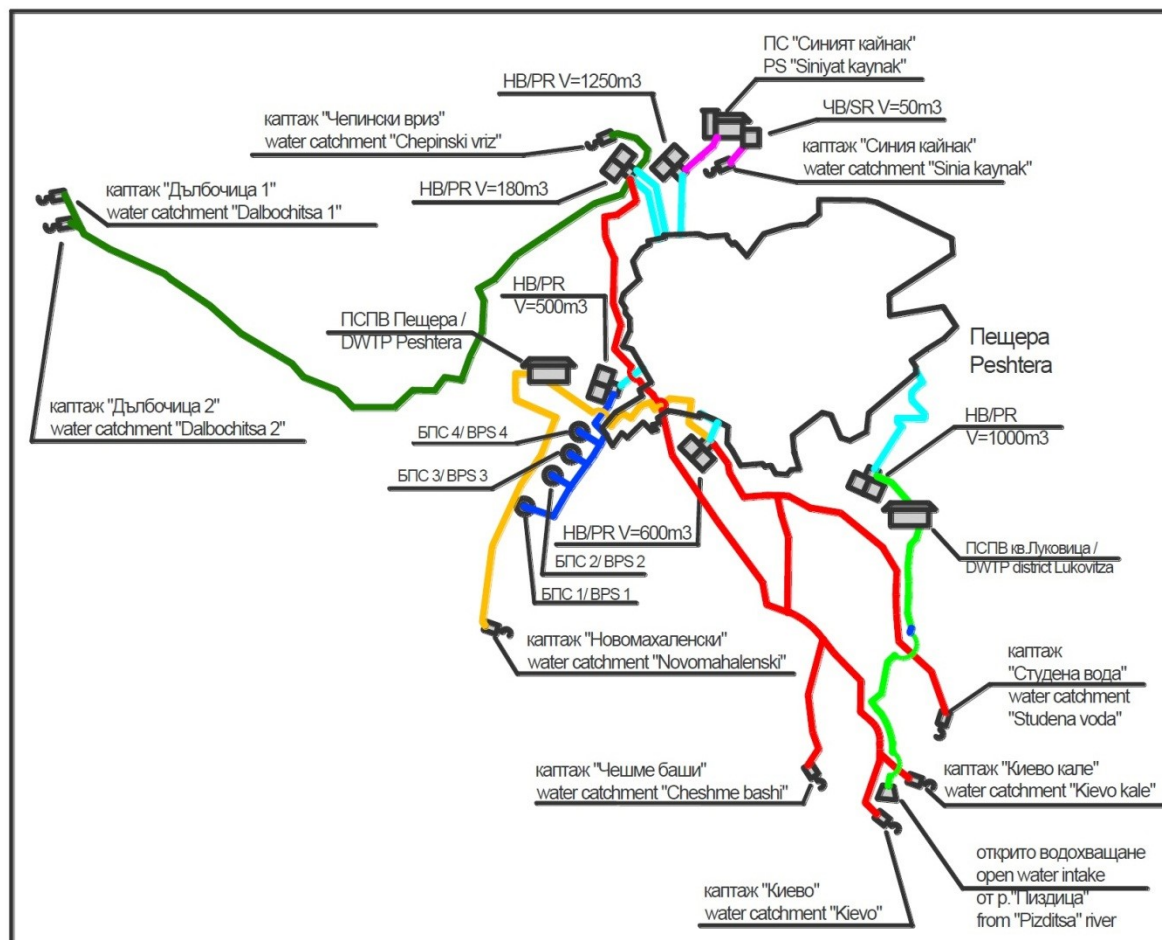 ПС "Синият кайнак"
PS "Siniyat kaynak"
НВ/PR V=1250m3
ЧВ/SR V=50m3
каптаж "Чепински вриз"
water catchment "Chepinski vriz"
каптаж "Синия кайнак"
water catchment "Sinia kaynak"
НВ/PR V=180m3
каптаж "Дълбочица 1"
water catchment "Dalbochitsa 1"
НВ/PR
V=500m3
ПСПВ Пещера /
DWTP Peshtera
Пещера
Peshtera
каптаж "Дълбочица 2"
water catchment "Dalbochitsa 2"
НВ/PR
V=1000m3
БПС 4/ BPS 4
БПС 3/ BPS 3
НВ/PR V=600m3
БПС 2/ BPS 2
БПС 1/ BPS 1
ПСПВ кв.Луковица /
DWTP district Lukovitza
каптаж "Новомахаленски"
water catchment "Novomahalenski"
каптаж
"Студена вода"
water catchment
"Studena voda"
каптаж "Чешме баши"
water catchment "Cheshme bashi"
каптаж "Киево кале"
water catchment "Kievo kale"
открито водохващане
open water intake
от р."Пиздица"
from "Pizditsa" river
каптаж "Киево"
water catchment "Kievo"